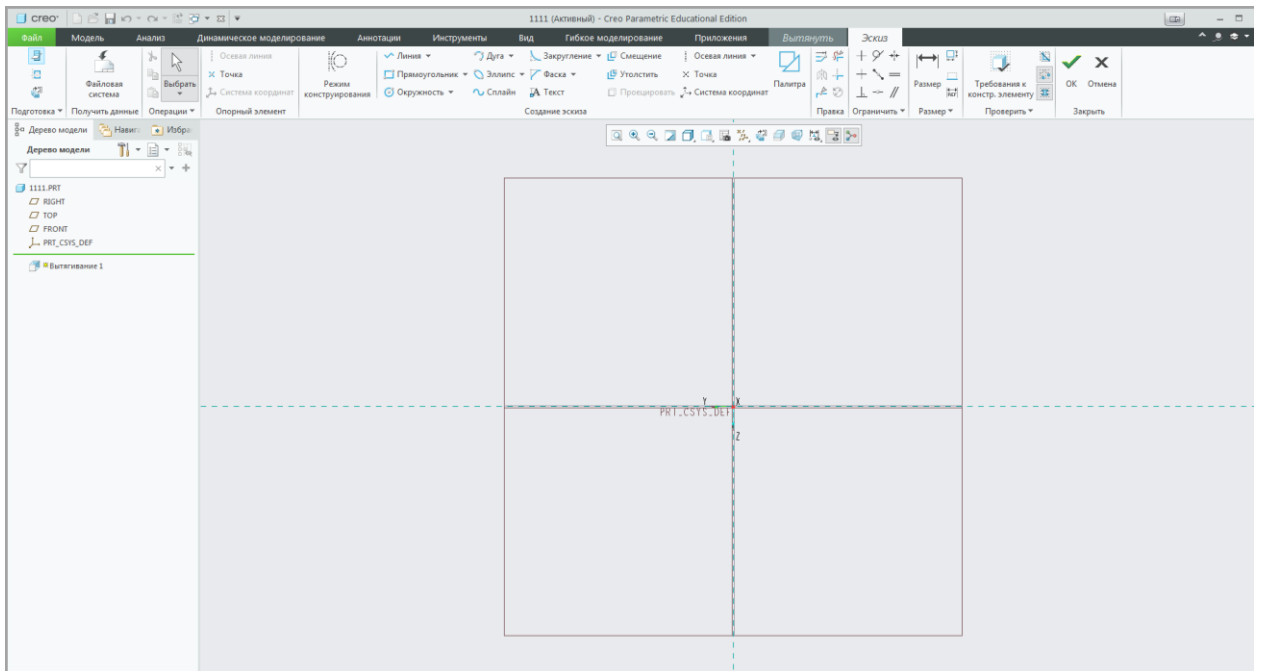 creo 1111 (Активный) - Creo Parametric Educational Edition
Файл Модель Анализ Динамическое моделирование Аннотации Инструменты Вид Гибкое моделирование Приложения Вытянуть Эскиз
Осевая линия Линия Дуга Закругление Смещение Осевая линия
Файловая система Выбрать Точка Режим конструирования Прямоугольник Эллипс Фаска Утолстить Точка Палитра Размер Требования к констр. элементу ОК Отмена
Система координат Окружность Сплайн Текст Проецировать Система координат
Подготовка Получить данные Операции Опорный элемент Создание эскиза Правка Ограничить Размер Проверить Закрыть
Дерево модели Навиг Избра
Дерево модели
1111.PRT
RIGHT
TOP
FRONT
PRT_CSYS_DEF
Вытягивание 1
Y X
PRT_CSYS_DEF
Z